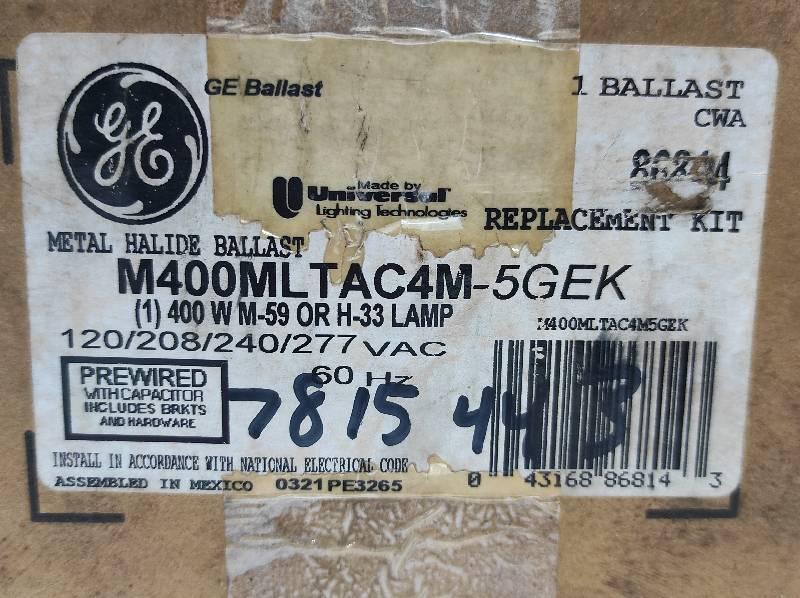 GE
GE Ballast
1 BALLAST
CWA
Made by
Universal
Lighting Technologies
REPLACEMENT KIT
METAL HALIDE BALLAST
M400MLTAC4M-5GEK
(1) 400 W M-59 OR H-33 LAMP
M400MLTAC4M5GEK
120/208/240/277 VAC
60 Hz
PREWIRED
WITH CAPACITOR
INCLUDES BRKTS
AND HARDWARE
7815 44 3
INSTALL IN ACCORDANCE WITH NATIONAL ELECTRICAL CODE
ASSEMBLED IN MEXICO 0321PE3265
0 43168 86814 3